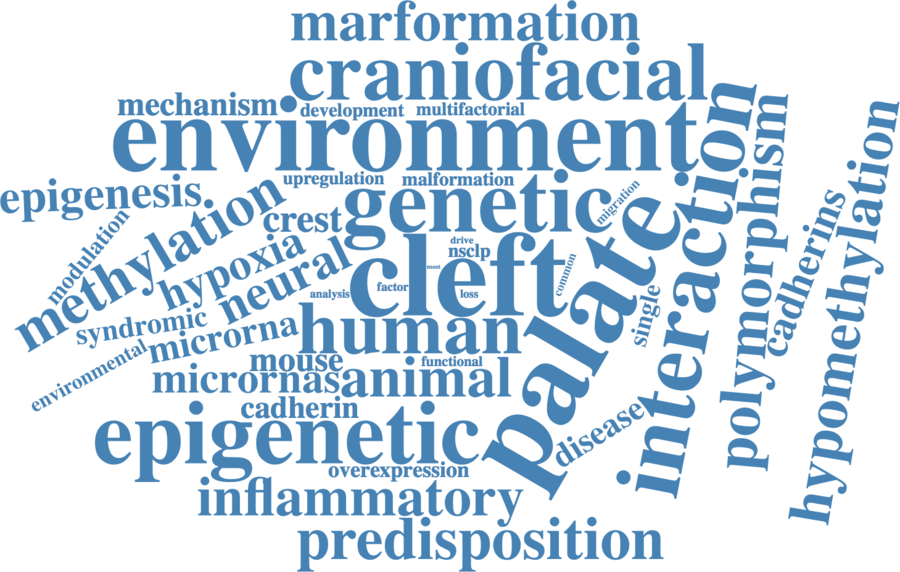 marformation
craniofacial
mechanism
development
multifactorial
environment
epigenesis
upregulation
malformation
methylation
crest
genetic
migration
modulation
hypoxia
neural
cleft
drive
nsclp
most
common
analysis
factor
loss
palate
interaction
polymorphism
cadherins
hypomethylation
syndromic
microrna
human
single
environmental
mouse
functional
micrornas
animal
cadherin
epigenetic
disease
overexpression
inflammatory
predisposition